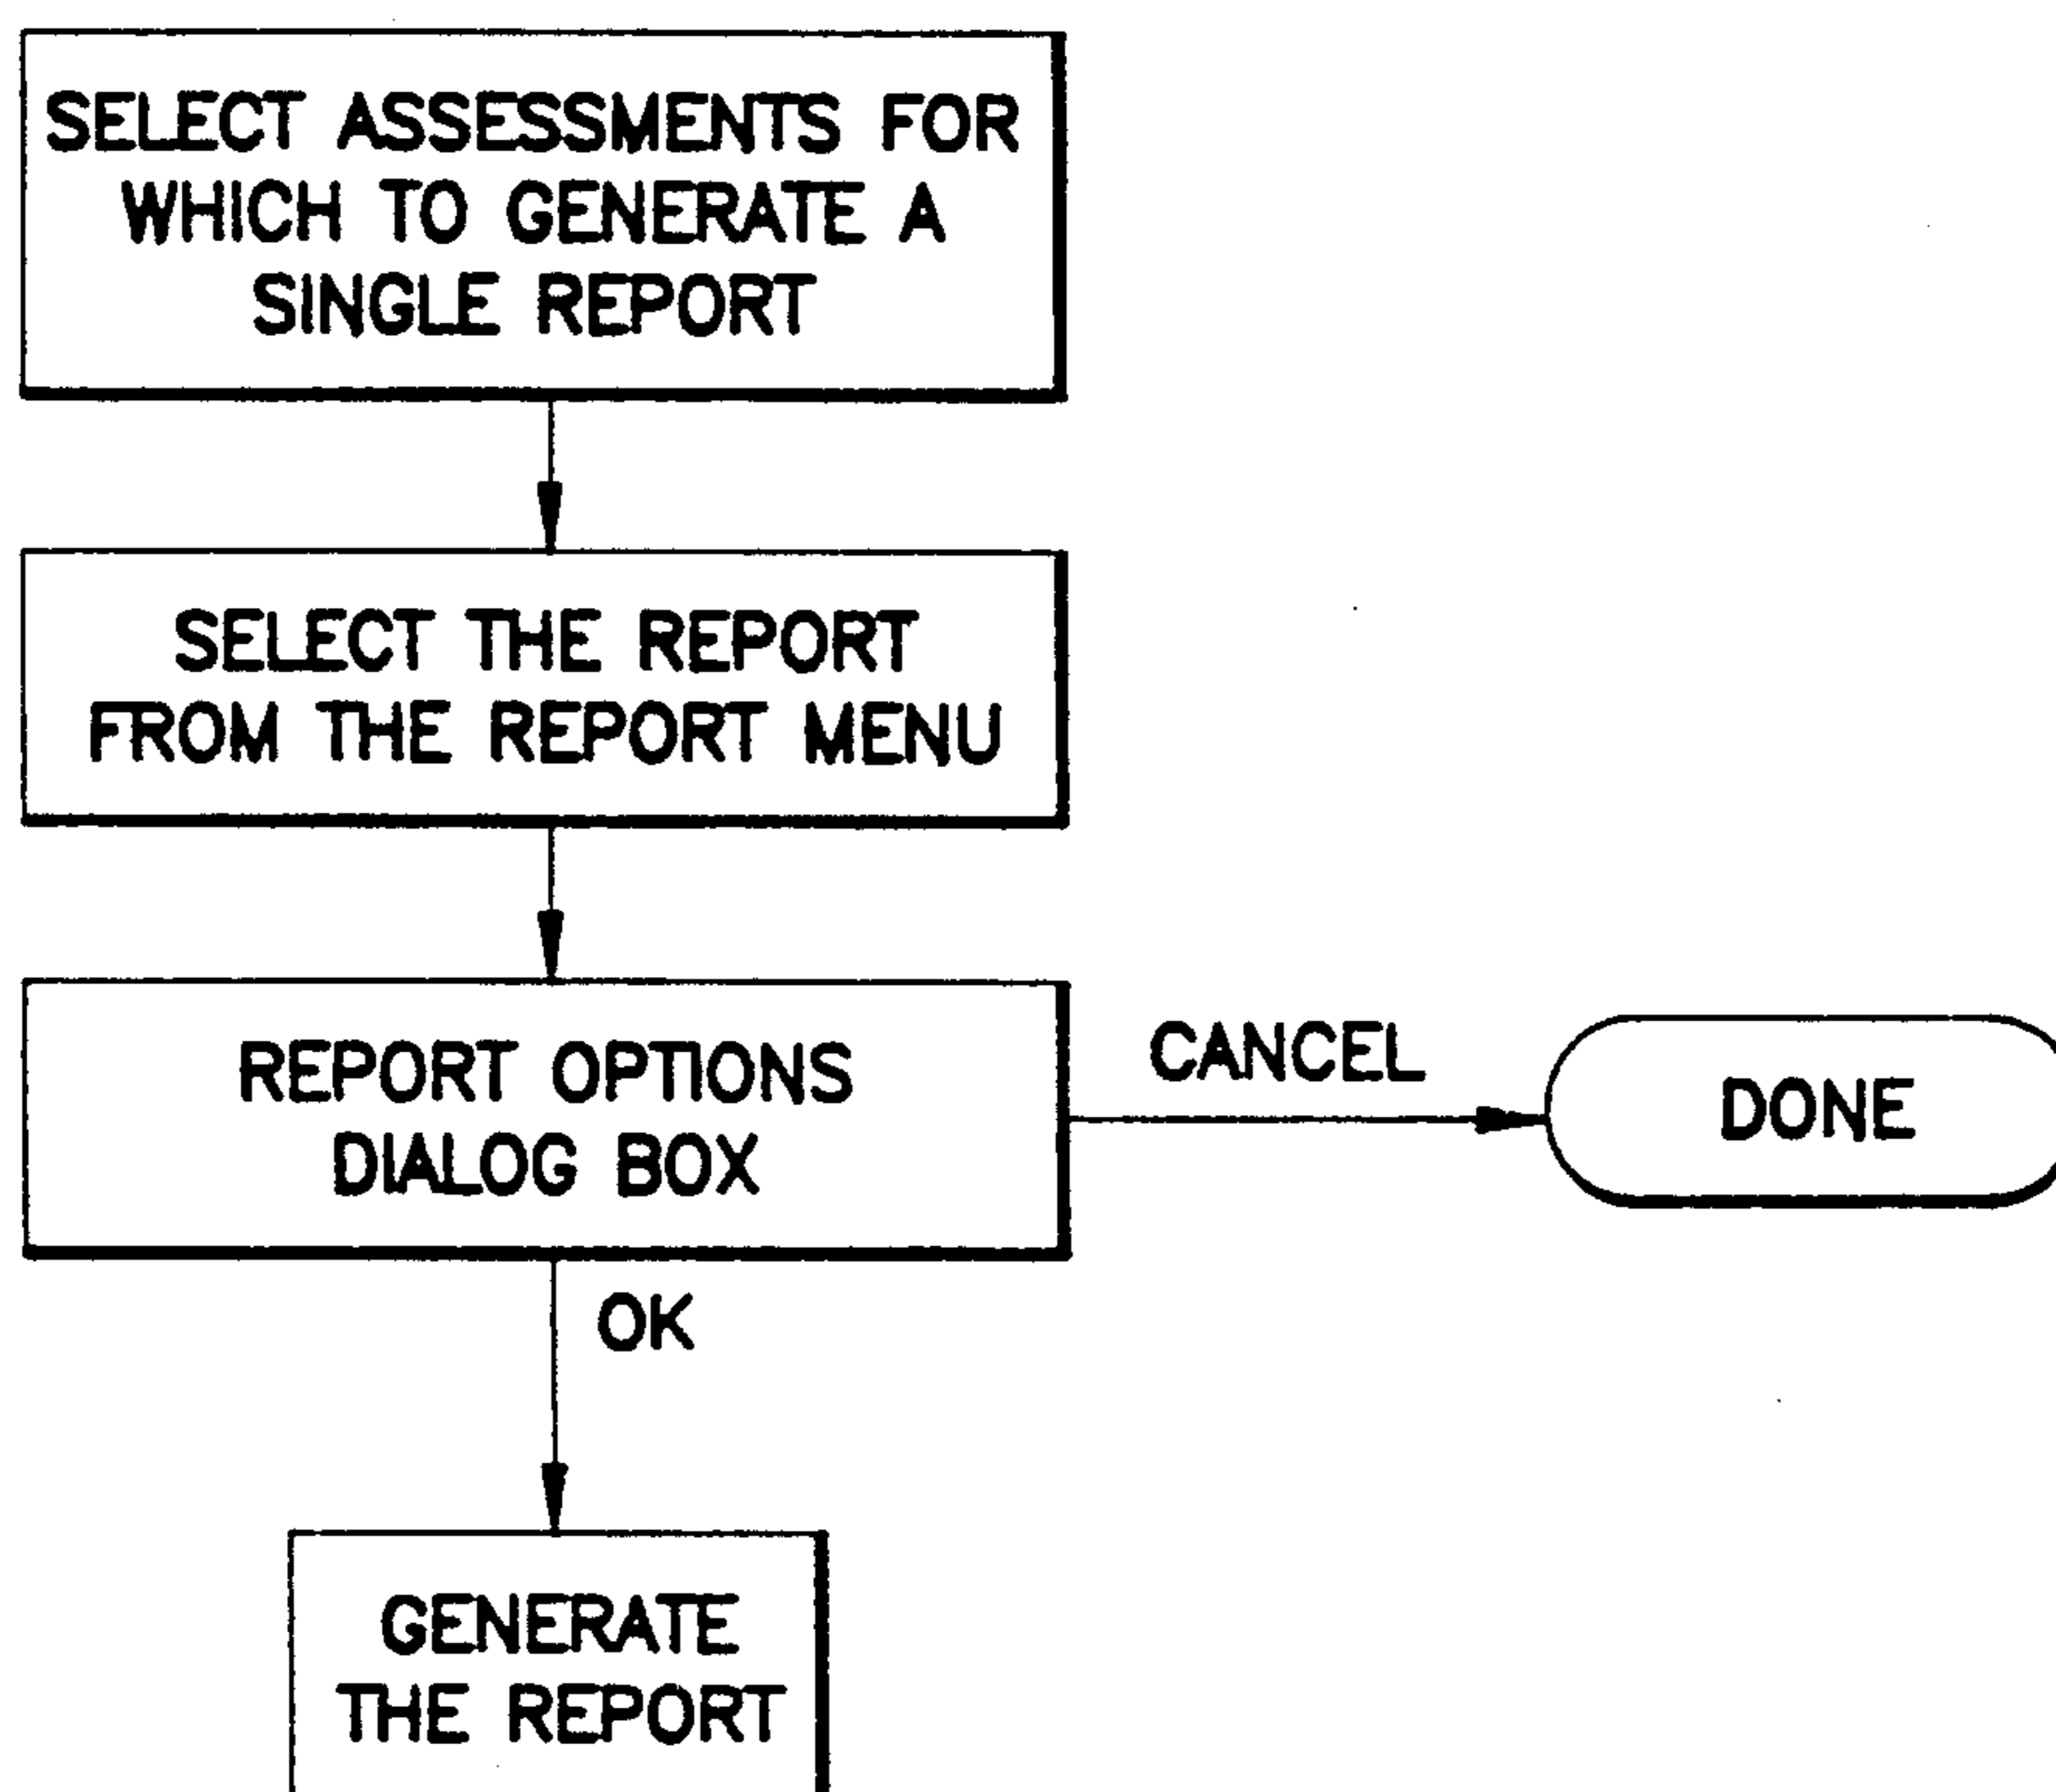 SELECT ASSESSMENTS FOR
WHICH TO GENERATE A
SINGLE REPORT
SELECT THE REPORT
FROM THE REPORT MENU
REPORT OPTIONS
DIALOG BOX
CANCEL
DONE
OK
GENERATE
THE REPORT